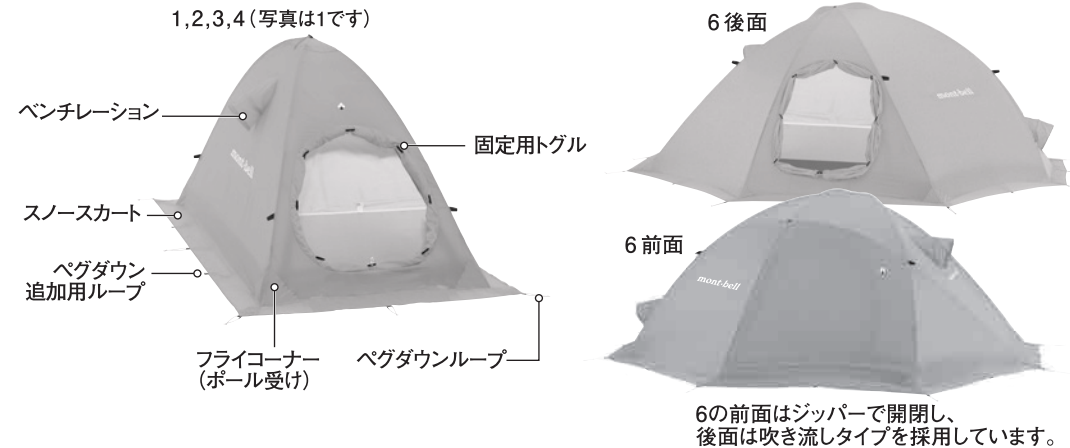 1,2,3,4 (写真は1です)
ベンチレーション
固定用トグル
mont-bell
スノースカート
ペグダウン
追加用ループ
フライコーナー
(ポール受け)
ペグダウンループ
6後面
mont-bell
6前面
mont-bell
6の前面はジッパーで開閉し、
後面は吹き流しタイプを採用しています。